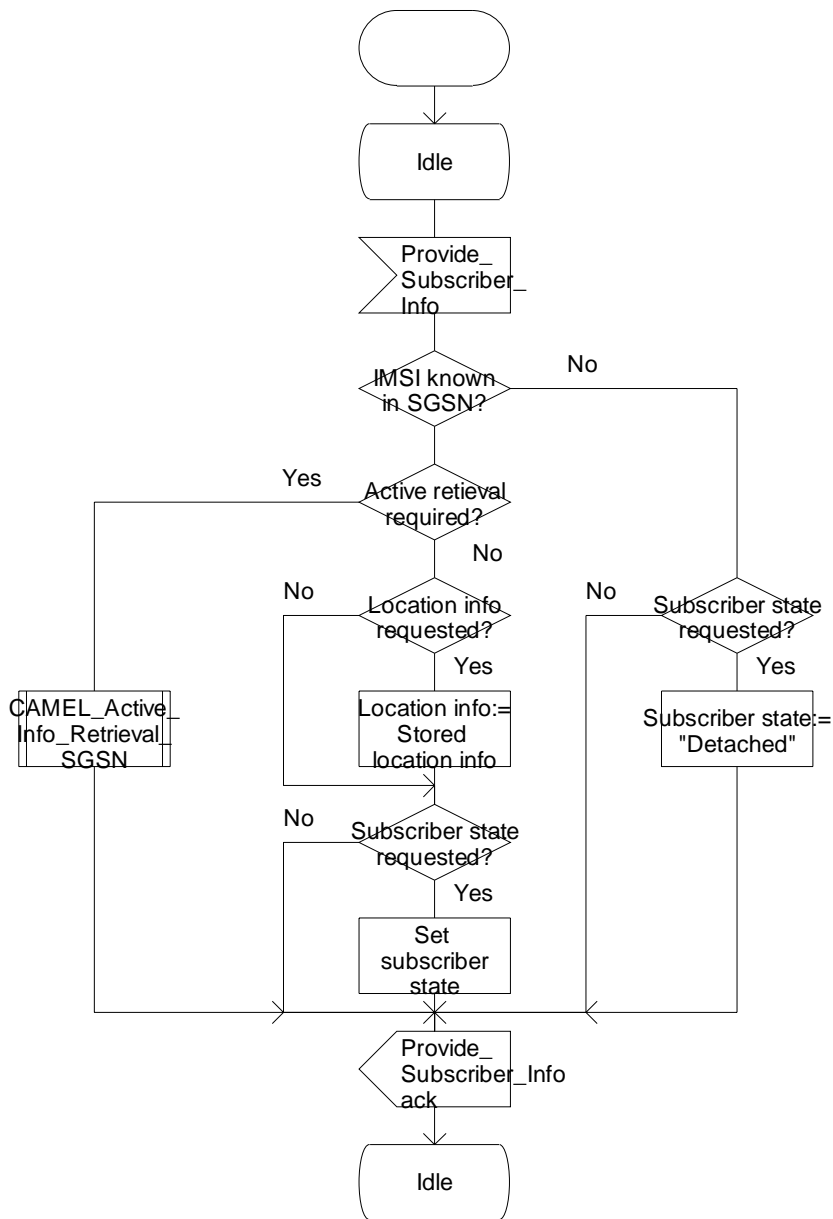 Idle
Provide_
Subscriber_
Info
IMSI known
in SGSN?
No
Yes
Active retieval
required?
No
No
Location info
requested?
No
Subscriber state
requested?
Yes
Yes
CAMEL_Active_
Info_Retrieval_
SGSN
Location info:=
Stored
location info
Subscriber state:=
"Detached"
No
Subscriber state
requested?
Yes
Set
subscriber
state
Provide_
Subscriber_Info
ack
Idle